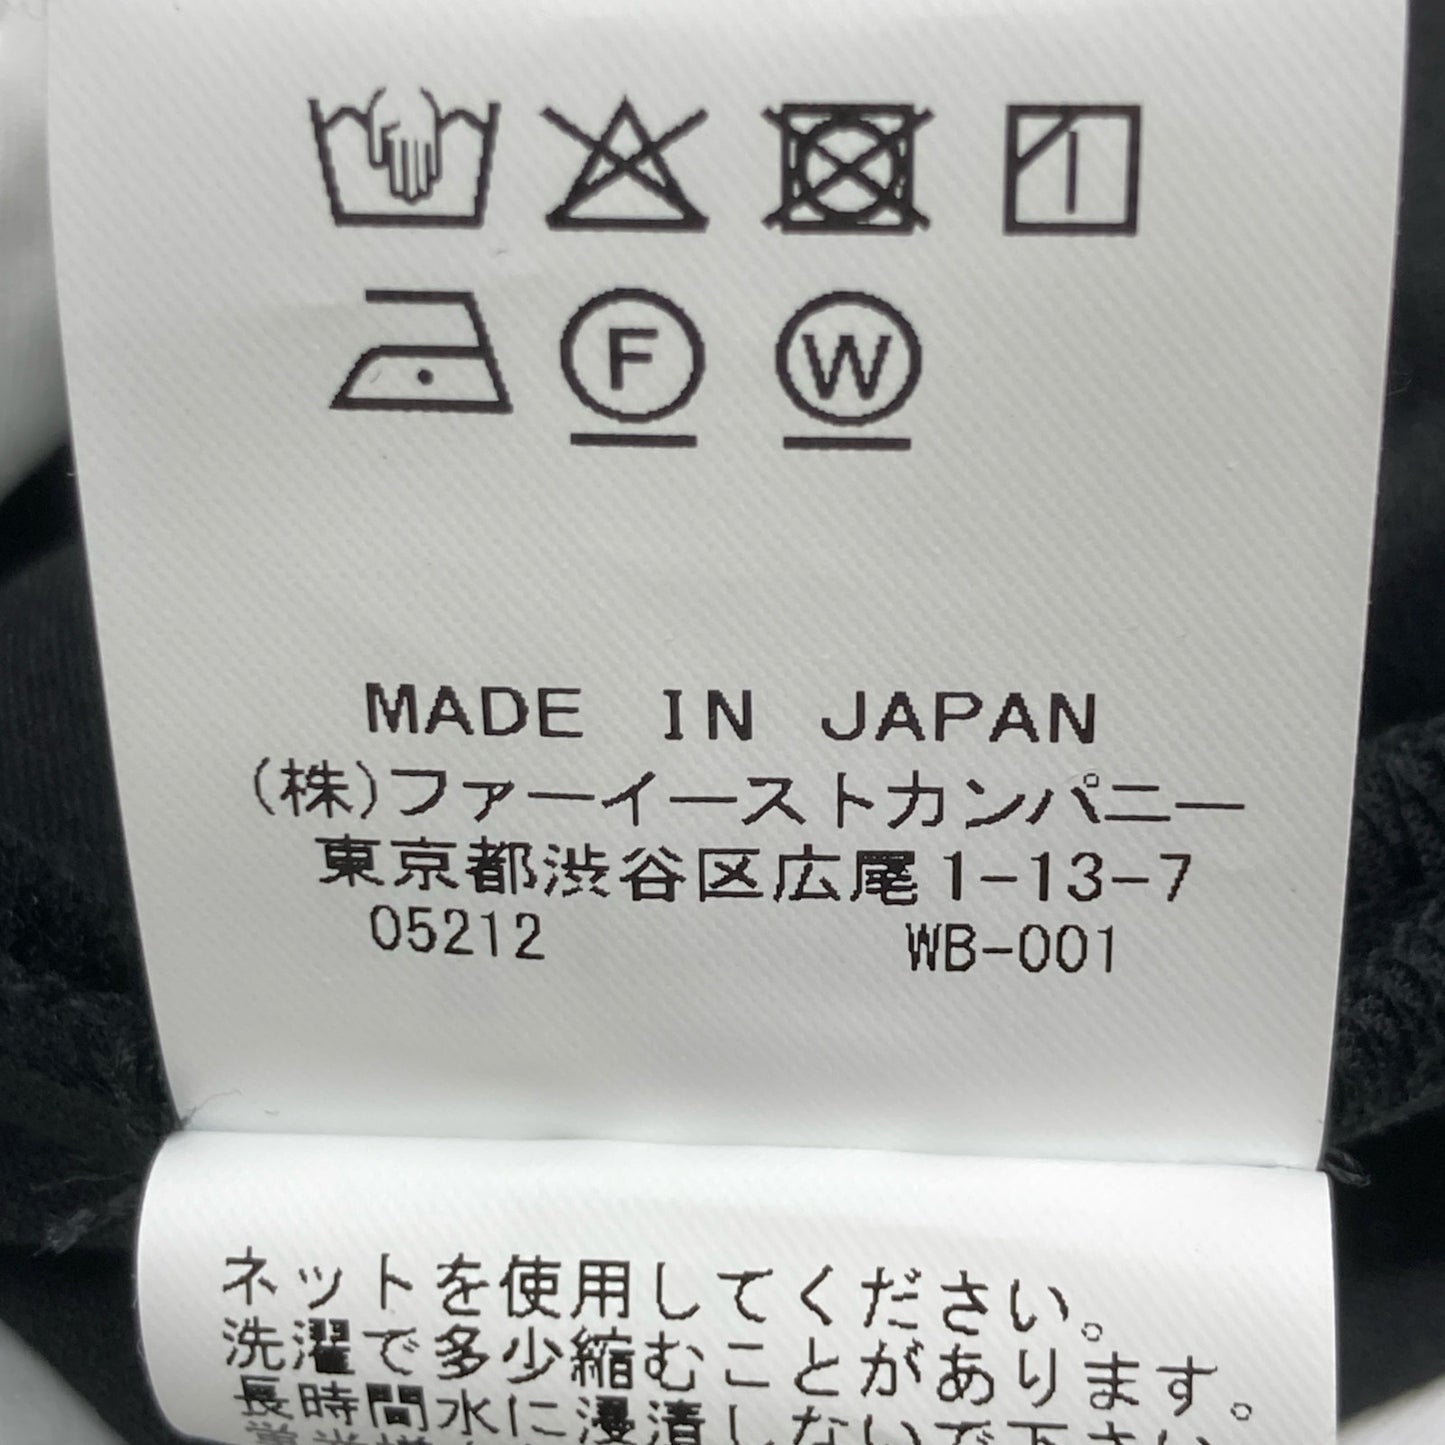 F W
MADE IN JAPAN
(株)ファーイーストカンパニー
東京都渋谷区広尾1-13-7
05212 WB-001
ネットを使用してください。
洗濯で多少縮むことがあります。
長時間水に浸漬しないで下さい